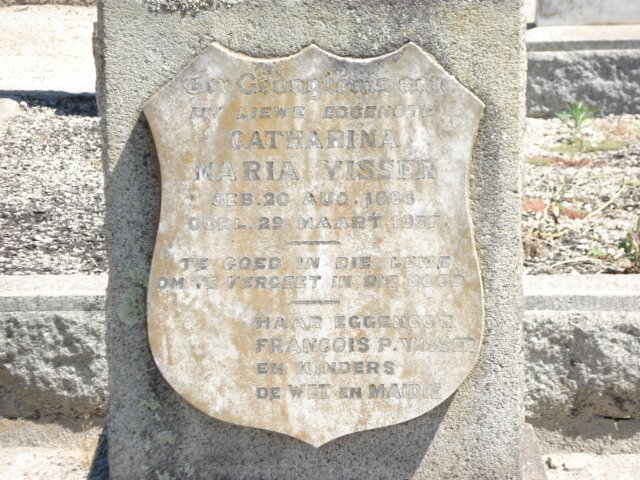 Ter Gedagtenis aan
MY LIEWE EGGENOTE
CATHARINA
MARIA VISSER
GEB. 20 AUG.
OORL. 29 MAART
TE GOED IN DIE LEWE
OM TE VERGEET IN DIE DOOD
HAAR EGGENOOT
FRANCOIS P. VISSER
EN KINDERS
DE WET EN MAIDIE